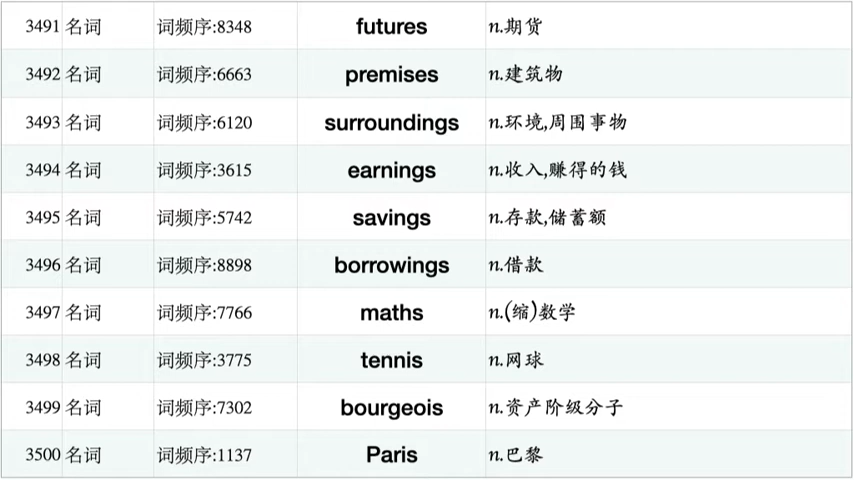 3491 名词 词频序:8348 futures n.期货
3492 名词 词频序:6663 premises n.建筑物
3493 名词 词频序:6120 surroundings n.环境,周围事物
3494 名词 词频序:3615 earnings n.收入,赚得的钱
3495 名词 词频序:5742 savings n.存款,储蓄额
3496 名词 词频序:8898 borrowings n.借款
3497 名词 词频序:7766 maths n.(缩)数学
3498 名词 词频序:3775 tennis n.网球
3499 名词 词频序:7302 bourgeois n.资产阶级分子
3500 名词 词频序:1137 Paris n.巴黎